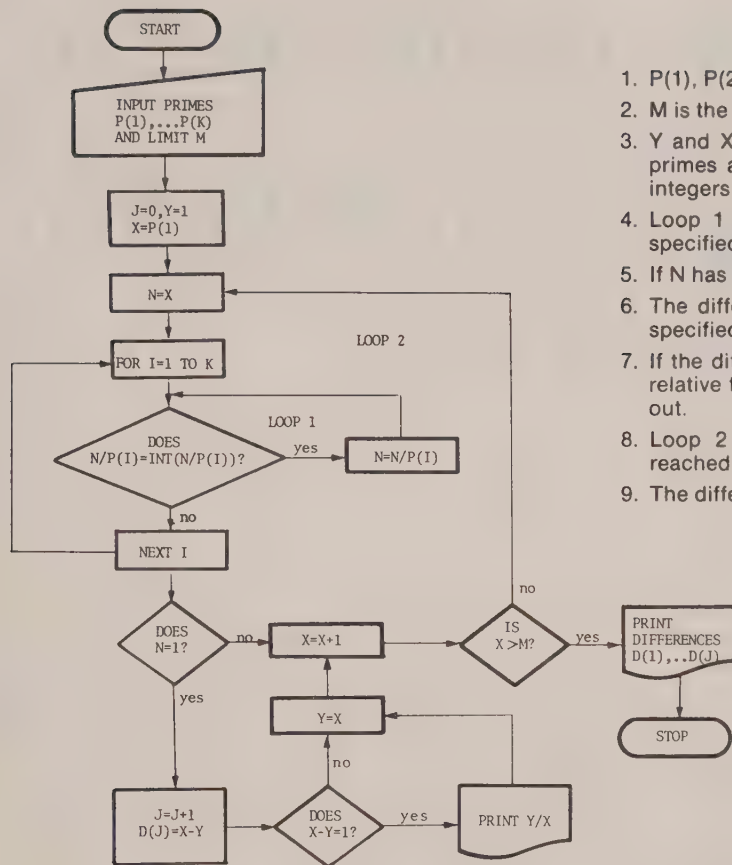 START
INPUT PRIMES
P(1),...P(K)
AND LIMIT M
J=0,Y=1
X=P(1)
N=X
LOOP 2
FOR I=1 TO K
LOOP 1
DOES
N/P(I)=INT(N/P(I))?
yes
N=N/P(I)
no
NEXT I
DOES
N=1?
no
X=X+1
IS
X>M?
no
yes
PRINT
DIFFERENCES
D(1),..D(J)
STOP
yes
Y=X
no
J=J+1
D(J)=X-Y
DOES
X-Y=1?
yes
PRINT Y/X
1. P(1), P(2
2. M is the
3. Y and X
primes a
integers
4. Loop 1
specified
5. If N has
6. The diffe
specified
7. If the dif
relative t
out.
8. Loop 2
reached
9. The diffe